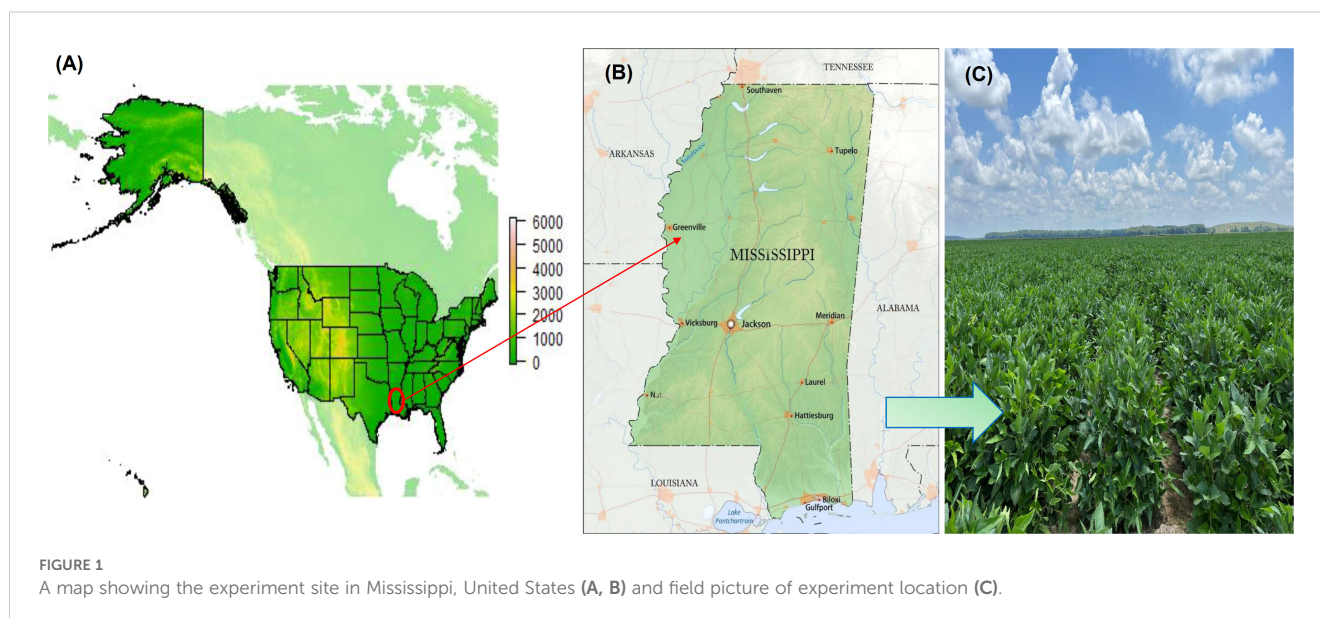 (A)
6000
5000
4000
3000
2000
1000
0
(B)
TENNESSEE
Southaven
ARKANSAS
Tupelo
Greenville
MISSISSIPPI
ALABAMA
Vicksburg
Jackson
Meridian
Laurel
Hattiesburg
LOUISIANA
Biloxi
Gulfport
Lake
Pontchartrain
(C)
FIGURE 1
A map showing the experiment site in Mississippi, United States (A, B) and field picture of experiment location (C).